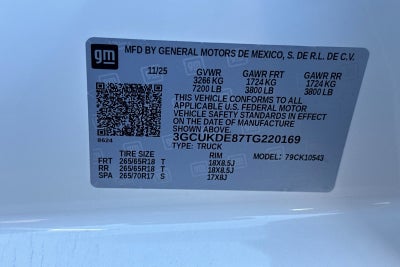 gm
MFD BY GENERAL MOTORS DE MEXICO, S. DE R.L. DE C.V.
11/25 GVWR GAWR FRT GAWR RR
3266 KG 1724 KG 1724 KG
7200 LB 3800 LB 3800 LB
THIS VEHICLE CONFORMS TO ALL
APPLICABLE U.S. FEDERAL MOTOR
VEHICLE SAFETY STANDARDS IN EFFECT
ON THE DATE OF MANUFACTURE SHOWN ABOVE.
3GCUKDE87TG220169
8624 TYPE: TRUCK MODEL: 79CK10543
TIRE SIZE RIM
FRT 265/65R18 T 18X8.5J
RR 265/65R18 T 18X8.5J
SPA 265/70R17 S 17X8J